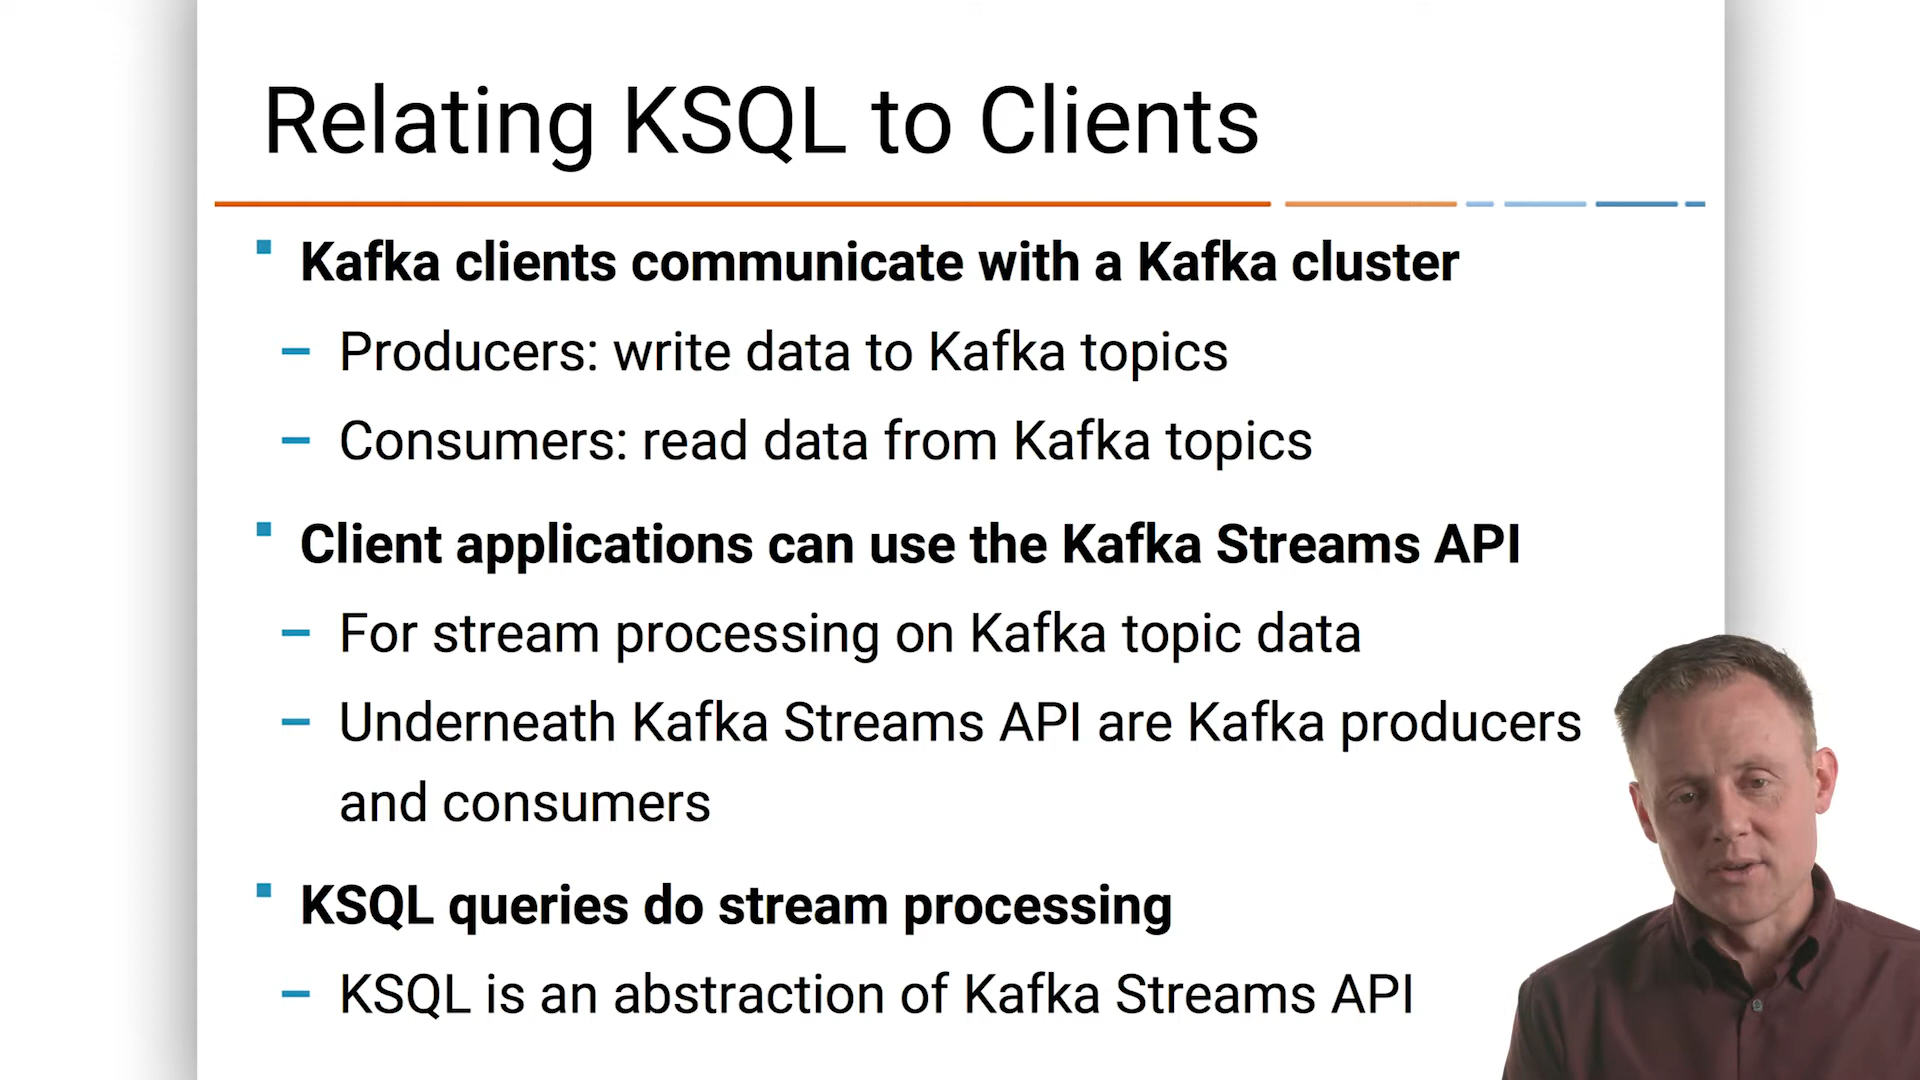 Relating KSQL to Clients
Kafka clients communicate with a Kafka cluster
– Producers: write data to Kafka topics
– Consumers: read data from Kafka topics
Client applications can use the Kafka Streams API
– For stream processing on Kafka topic data
– Underneath Kafka Streams API are Kafka producers
and consumers
KSQL queries do stream processing
– KSQL is an abstraction of Kafka Streams API